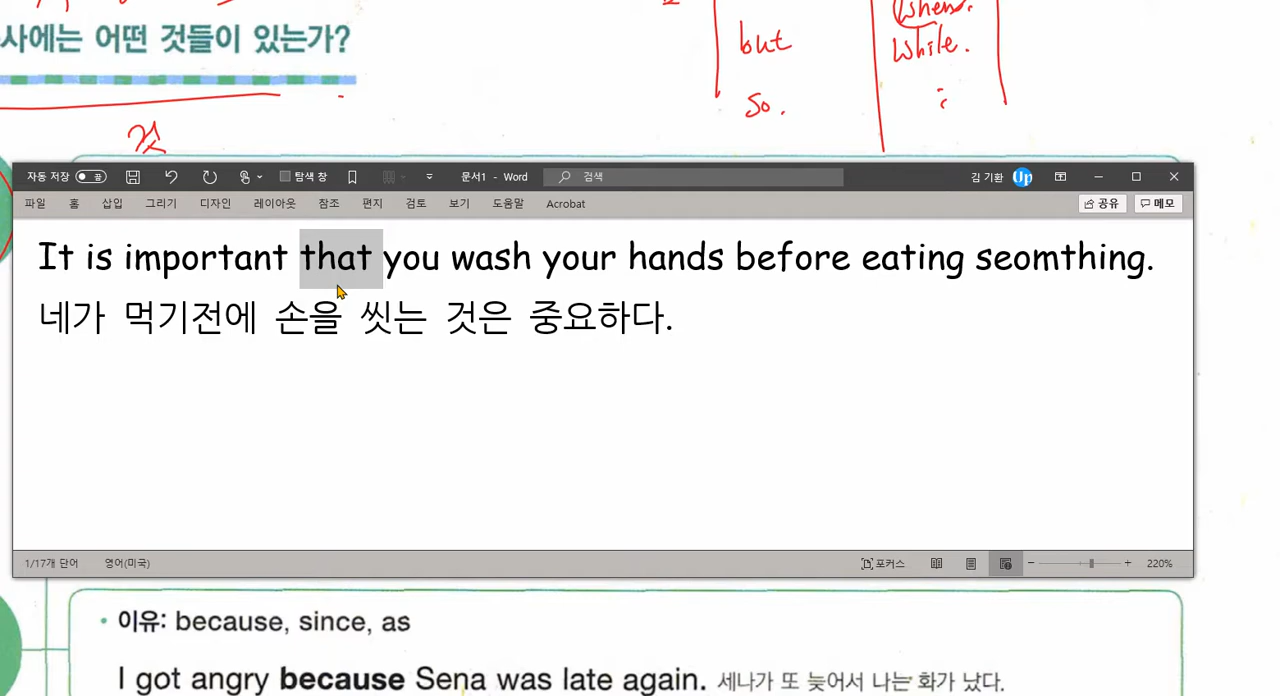 when.
but
while.
사에는 어떤 것들이 있는가?
so.
것
자동 저장 끔 탐색 창 문서1 - Word 검색 김 기환
파일 홈 삽입 그리기 디자인 레이아웃 참조 편지 검토 보기 도움말 Acrobat 공유 메모
It is important that you wash your hands before eating seomthing.
네가 먹기전에 손을 씻는 것은 중요하다.
1/17개 단어 영어(미국) 포커스 220%
• 이유: because, since, as
I got angry because Sena was late again. 세나가 또 늦어서 나는 화가 났다.